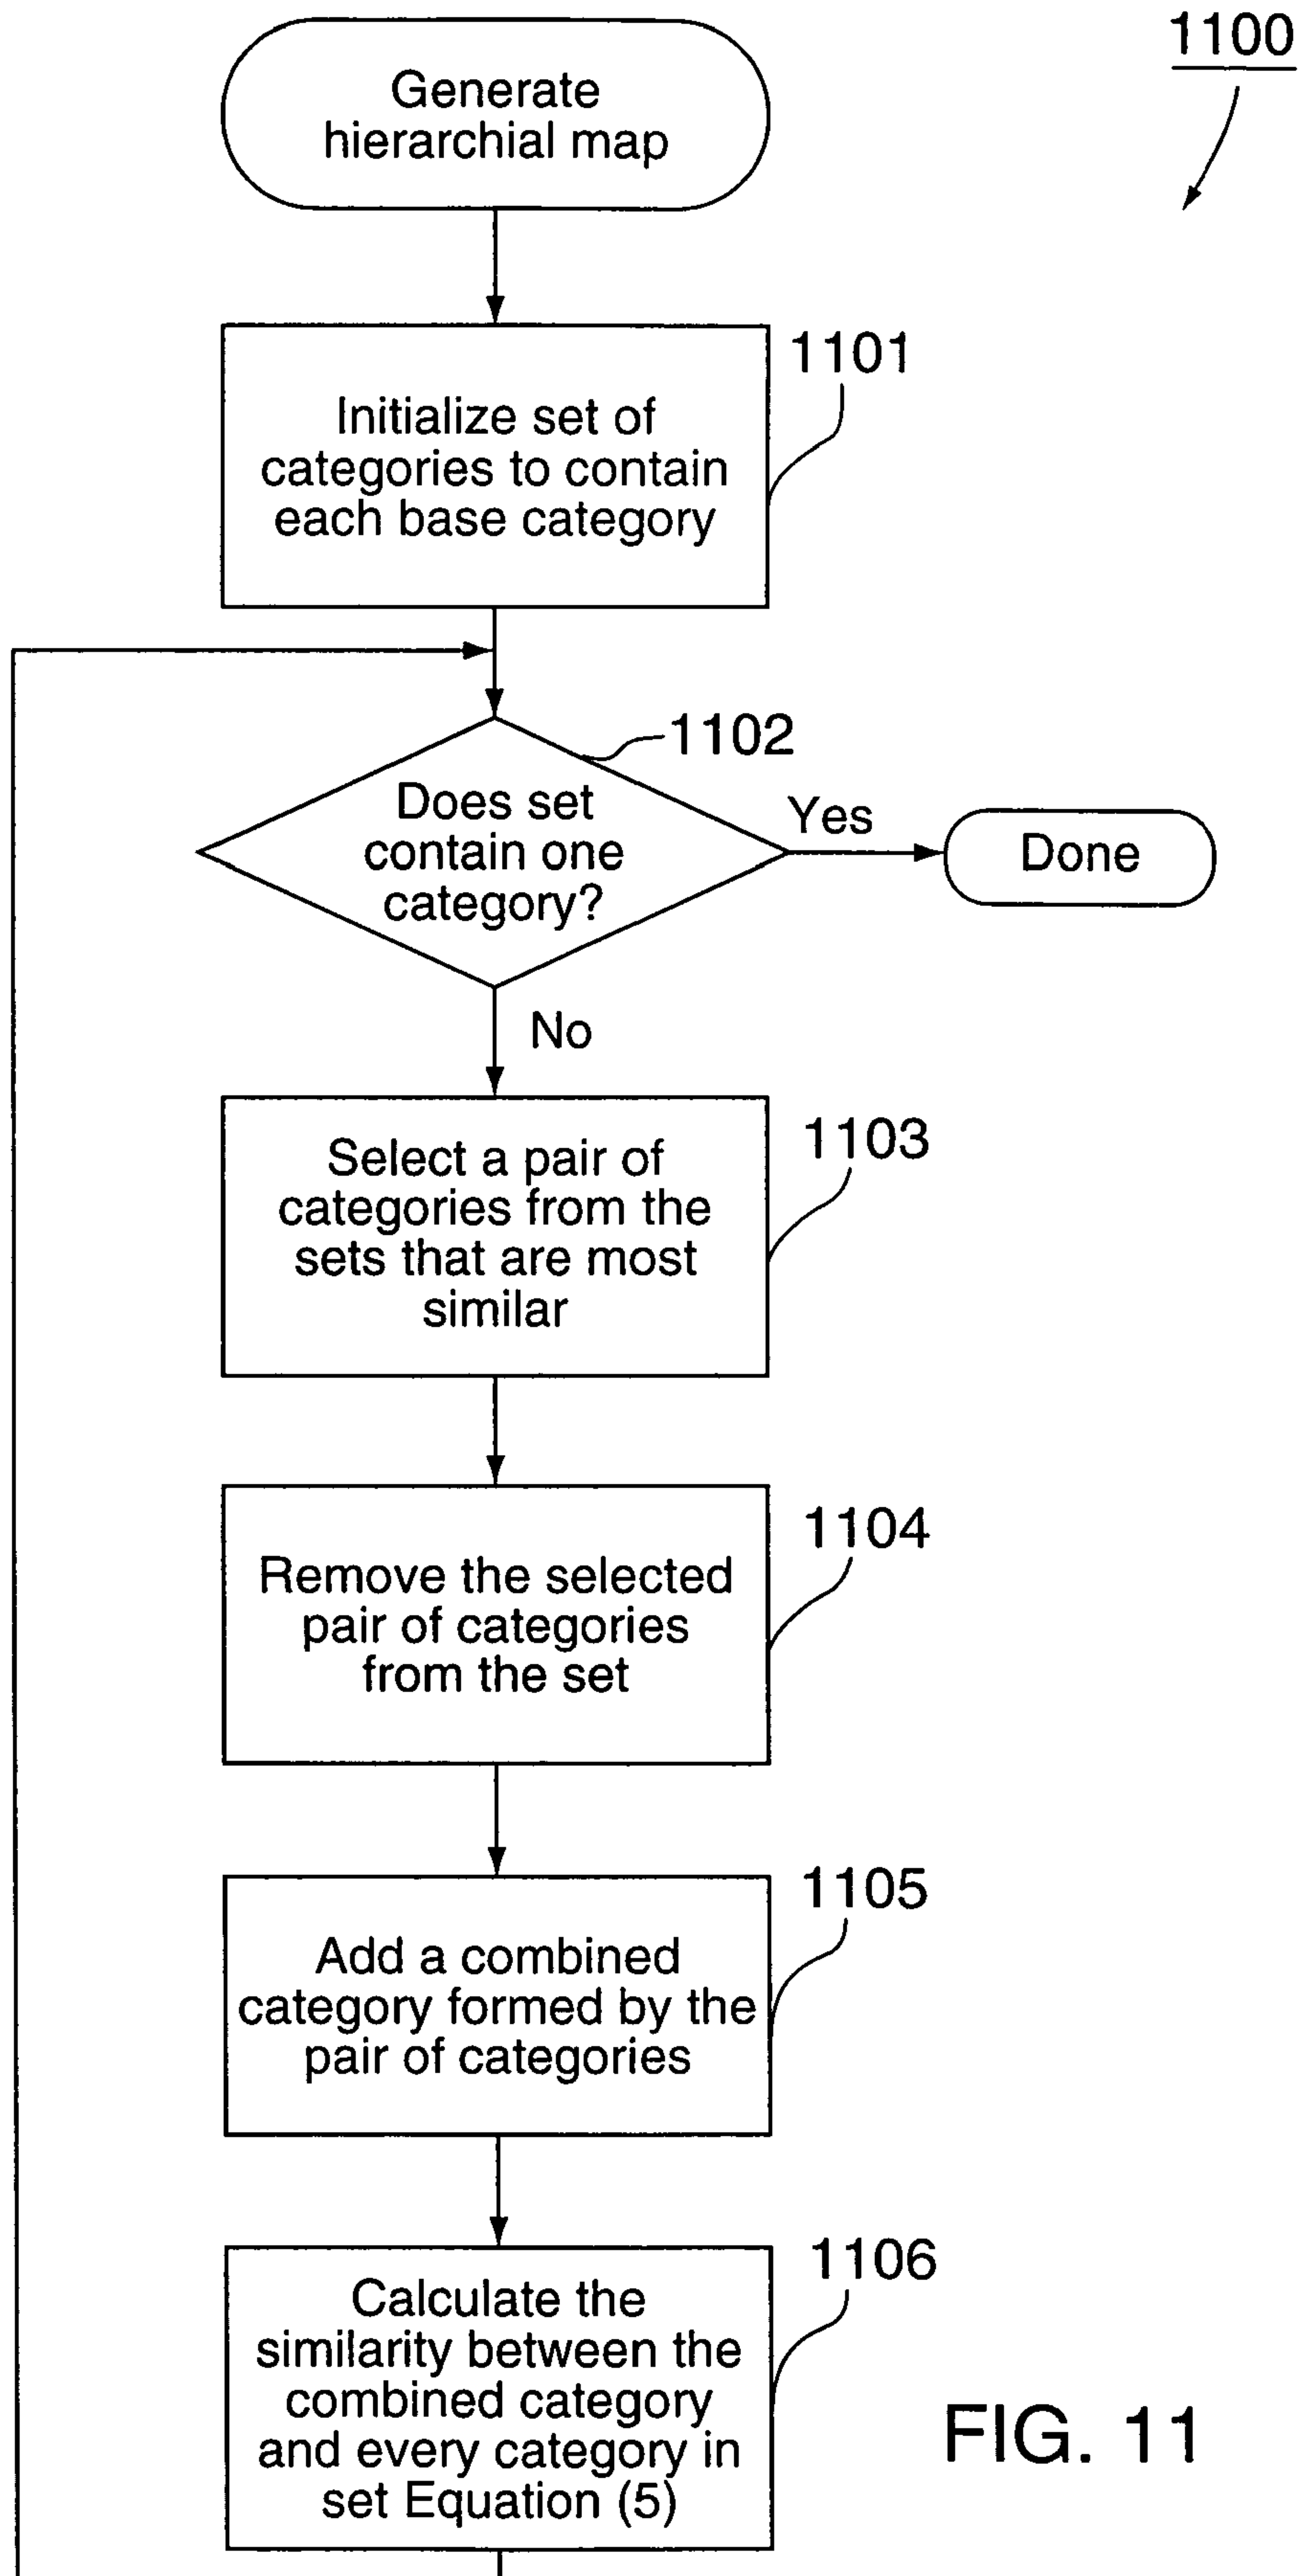 1100
Generate
hierarchial map
1101
Initialize set of
categories to contain
each base category
1102
Does set
contain one
category?
Yes
Done
No
1103
Select a pair of
categories from the
sets that are most
similar
1104
Remove the selected
pair of categories
from the set
1105
Add a combined
category formed by the
pair of categories
1106
Calculate the
similarity between the
combined category
and every category in
set Equation (5)
FIG. 11